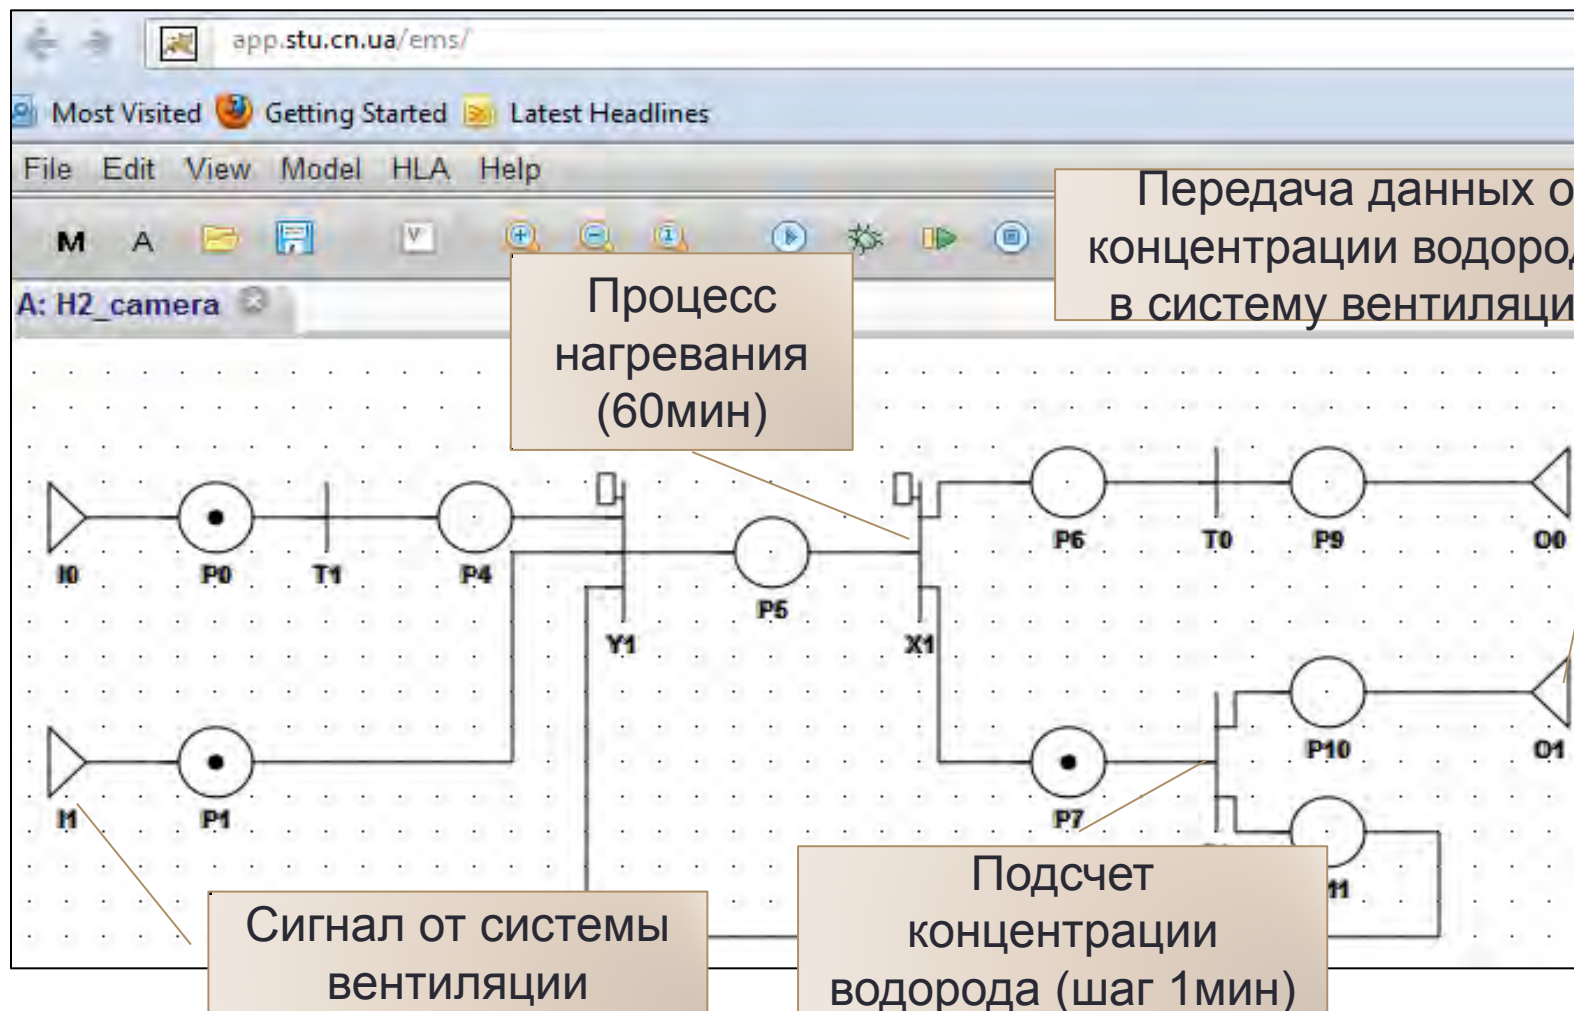 app.stu.cn.ua/ems/
Most Visited Getting Started Latest Headlines
File Edit View Model HLA Help
M A V
A: H2_camera
Передача данных о
концентрации водород
в систему вентиляци
Процесс
нагревания
(60мин)
I0 P0 T1 P4 Y1 P5 X1 P6 T0 P9 O0
I1 P1 P7 P10 O1
11
Сигнал от системы
вентиляции
Подсчет
концентрации
водорода (шаг 1мин)